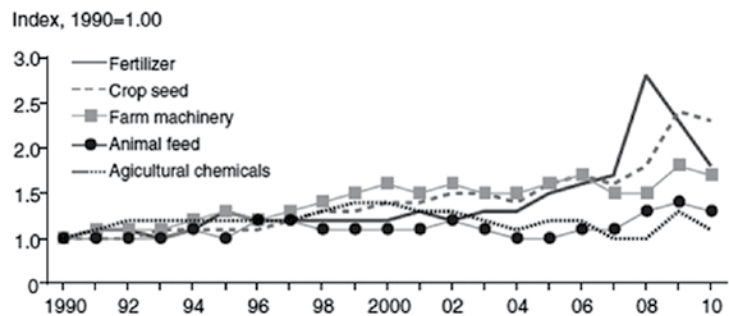 Index, 1990=1.00
3.0
Fertilizer
Crop seed
2.5
Farm machinery
2.0
Animal feed
Agicultural chemicals
1.5
1.0
0
1990 92 94 96 98 2000 02 04 06 08 10